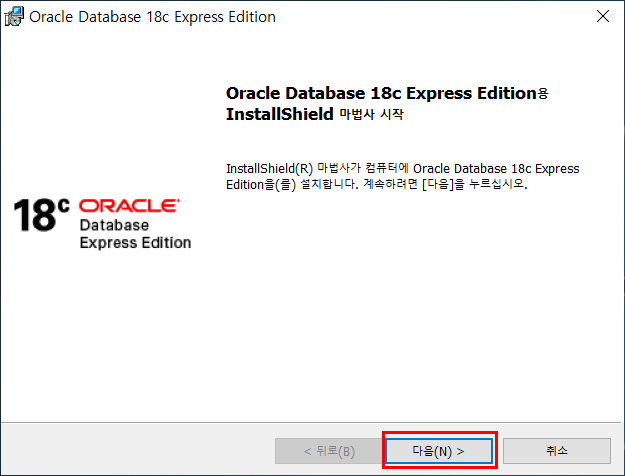 Oracle Database 18c Express Edition
Oracle Database 18c Express Edition용
InstallShield 마법사 시작
InstallShield(R) 마법사가 컴퓨터에 Oracle Database 18c Express
Edition을(를) 설치합니다. 계속하려면 [다음]을 누르십시오.
18c ORACLE
Database
Express Edition
< 뒤로(B)
다음(N) >
취소